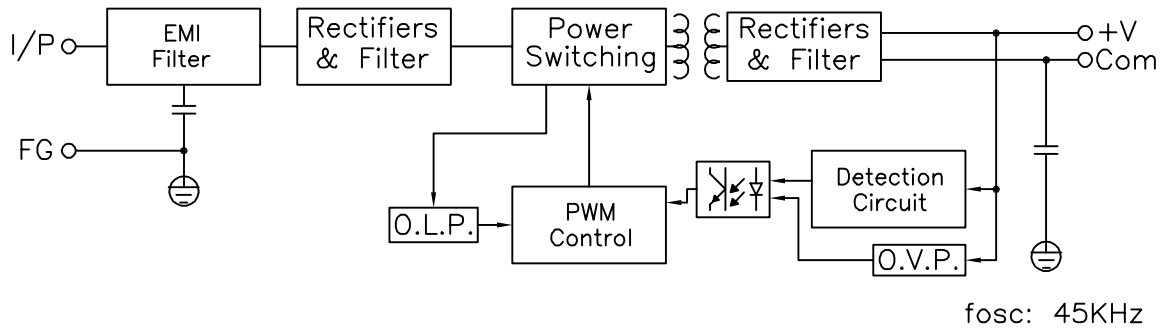 I/P
EMI
Filter
Rectifiers
& Filter
Power
Switching
Rectifiers
& Filter
+V
Com
FG
O.L.P.
PWM
Control
Detection
Circuit
O.V.P.
fosc: 45KHz